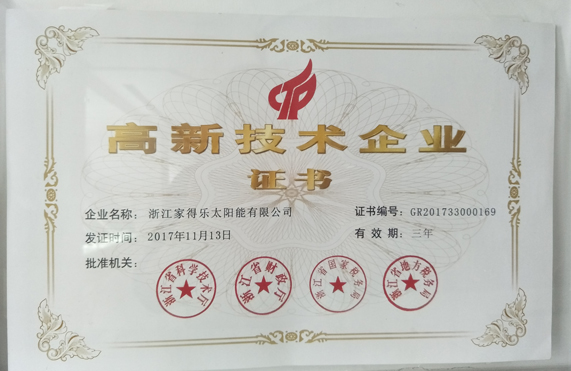 高新技术企业
证书
企业名称：浙江家得乐太阳能有限公司
证书编号：GR201733000169
发证时间：2017年11月13日
有效期：三年
批准机关：
浙江省科学技术厅
浙江省财政厅
浙江省国家税务局
浙江省地方税务局